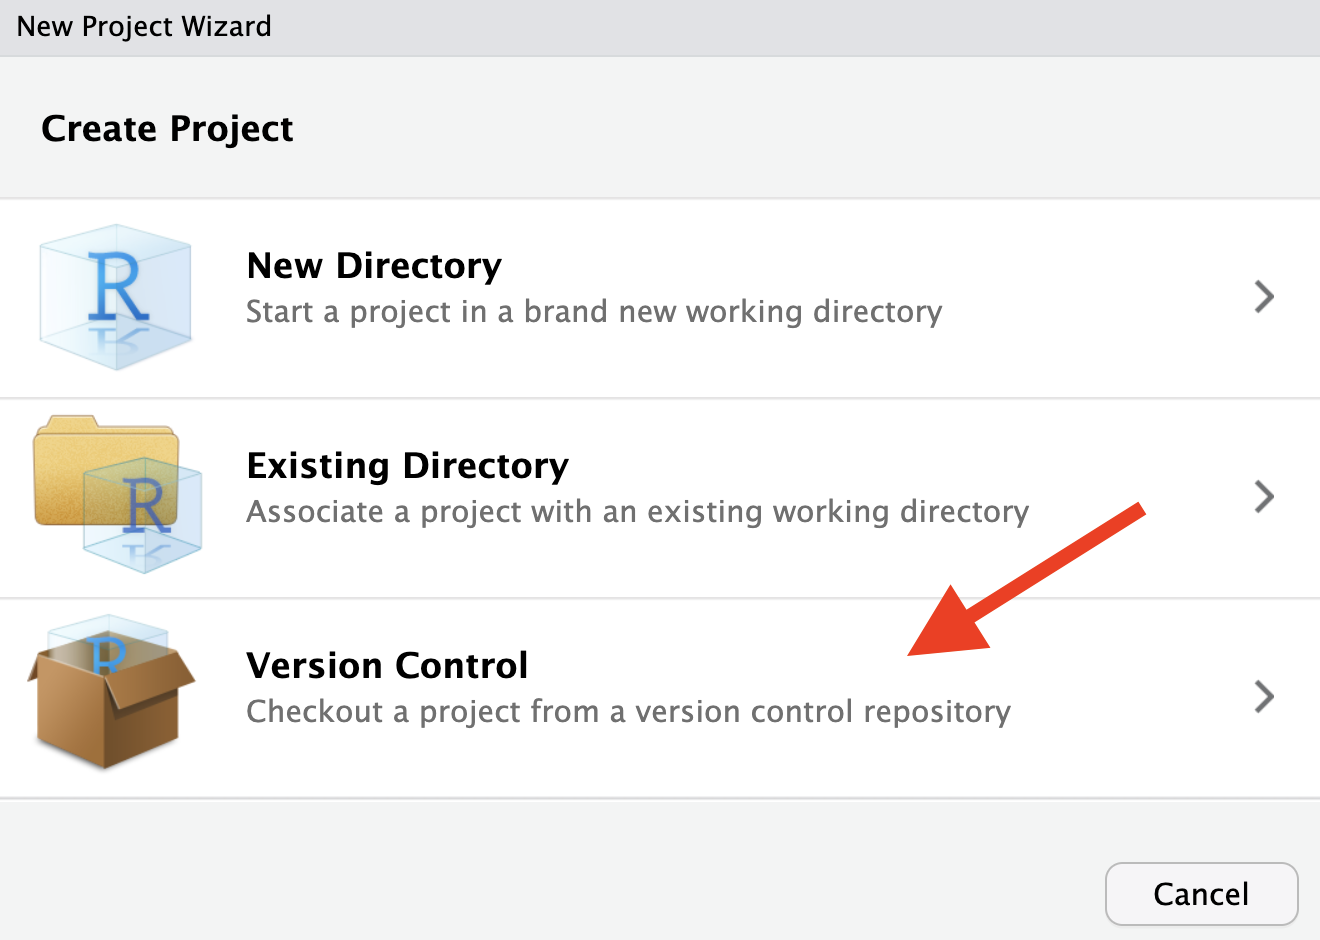 New Project Wizard
Create Project
R
New Directory
Start a project in a brand new working directory
R
Existing Directory
Associate a project with an existing working directory
R
Version Control
Checkout a project from a version control repository
Cancel